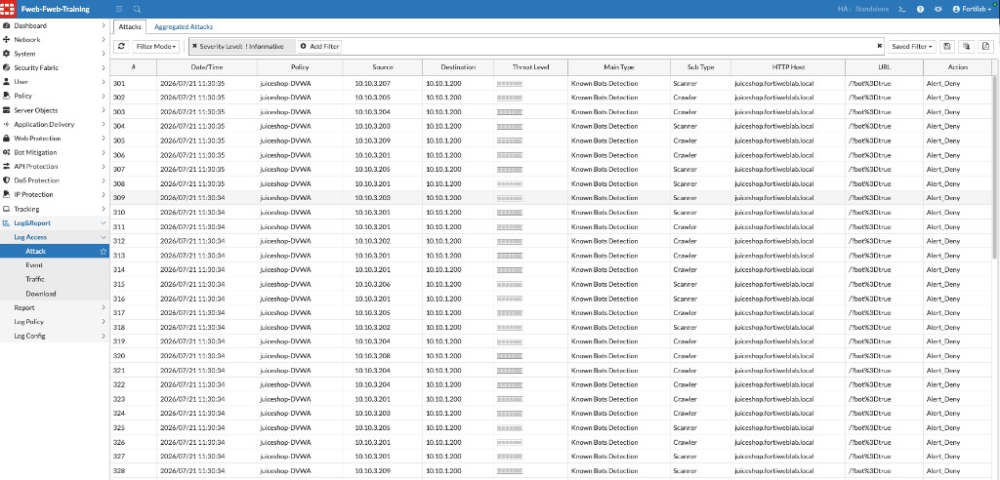 Fweb-Fweb-Training
HA: Standalone
Fortilab
Dashboard
Network
System
Security Fabric
User
Policy
Server Objects
Application Delivery
Web Protection
Bot Mitigation
API Protection
DoS Protection
IP Protection
Tracking
Log&Report
Log Access
Attack
Event
Traffic
Download
Report
Log Policy
Log Config
Attacks Aggregated Attacks
Filter Mode Severity Level: ! Informative Add Filter Saved Filter
# Date/Time Policy Source Destination Threat Level Main Type Sub Type HTTP Host URL Action
301 2026/07/21 11:30:35 juiceshop-DVWA 10.10.3.207 10.10.1.200 Known Bots Detection Scanner juiceshop.fortiweblab.local /?bot%3Dtrue Alert_Deny
302 2026/07/21 11:30:35 juiceshop-DVWA 10.10.3.205 10.10.1.200 Known Bots Detection Crawler juiceshop.fortiweblab.local /?bot%3Dtrue Alert_Deny
303 2026/07/21 11:30:35 juiceshop-DVWA 10.10.3.204 10.10.1.200 Known Bots Detection Crawler juiceshop.fortiweblab.local /?bot%3Dtrue Alert_Deny
304 2026/07/21 11:30:35 juiceshop-DVWA 10.10.3.203 10.10.1.200 Known Bots Detection Scanner juiceshop.fortiweblab.local /?bot%3Dtrue Alert_Deny
305 2026/07/21 11:30:35 juiceshop-DVWA 10.10.3.209 10.10.1.200 Known Bots Detection Crawler juiceshop.fortiweblab.local /?bot%3Dtrue Alert_Deny
306 2026/07/21 11:30:35 juiceshop-DVWA 10.10.3.201 10.10.1.200 Known Bots Detection Crawler juiceshop.fortiweblab.local /?bot%3Dtrue Alert_Deny
307 2026/07/21 11:30:35 juiceshop-DVWA 10.10.3.205 10.10.1.200 Known Bots Detection Scanner juiceshop.fortiweblab.local /?bot%3Dtrue Alert_Deny
308 2026/07/21 11:30:35 juiceshop-DVWA 10.10.3.201 10.10.1.200 Known Bots Detection Scanner juiceshop.fortiweblab.local /?bot%3Dtrue Alert_Deny
309 2026/07/21 11:30:34 juiceshop-DVWA 10.10.3.203 10.10.1.200 Known Bots Detection Scanner juiceshop.fortiweblab.local /?bot%3Dtrue Alert_Deny
310 2026/07/21 11:30:34 juiceshop-DVWA 10.10.3.201 10.10.1.200 Known Bots Detection Scanner juiceshop.fortiweblab.local /?bot%3Dtrue Alert_Deny
311 2026/07/21 11:30:34 juiceshop-DVWA 10.10.3.201 10.10.1.200 Known Bots Detection Crawler juiceshop.fortiweblab.local /?bot%3Dtrue Alert_Deny
312 2026/07/21 11:30:34 juiceshop-DVWA 10.10.3.202 10.10.1.200 Known Bots Detection Crawler juiceshop.fortiweblab.local /?bot%3Dtrue Alert_Deny
313 2026/07/21 11:30:34 juiceshop-DVWA 10.10.3.201 10.10.1.200 Known Bots Detection Crawler juiceshop.fortiweblab.local /?bot%3Dtrue Alert_Deny
314 2026/07/21 11:30:34 juiceshop-DVWA 10.10.3.201 10.10.1.200 Known Bots Detection Crawler juiceshop.fortiweblab.local /?bot%3Dtrue Alert_Deny
315 2026/07/21 11:30:34 juiceshop-DVWA 10.10.3.206 10.10.1.200 Known Bots Detection Scanner juiceshop.fortiweblab.local /?bot%3Dtrue Alert_Deny
316 2026/07/21 11:30:34 juiceshop-DVWA 10.10.3.201 10.10.1.200 Known Bots Detection Scanner juiceshop.fortiweblab.local /?bot%3Dtrue Alert_Deny
317 2026/07/21 11:30:34 juiceshop-DVWA 10.10.3.205 10.10.1.200 Known Bots Detection Crawler juiceshop.fortiweblab.local /?bot%3Dtrue Alert_Deny
318 2026/07/21 11:30:34 juiceshop-DVWA 10.10.3.202 10.10.1.200 Known Bots Detection Scanner juiceshop.fortiweblab.local /?bot%3Dtrue Alert_Deny
319 2026/07/21 11:30:34 juiceshop-DVWA 10.10.3.204 10.10.1.200 Known Bots Detection Crawler juiceshop.fortiweblab.local /?bot%3Dtrue Alert_Deny
320 2026/07/21 11:30:34 juiceshop-DVWA 10.10.3.208 10.10.1.200 Known Bots Detection Crawler juiceshop.fortiweblab.local /?bot%3Dtrue Alert_Deny
321 2026/07/21 11:30:34 juiceshop-DVWA 10.10.3.204 10.10.1.200 Known Bots Detection Crawler juiceshop.fortiweblab.local /?bot%3Dtrue Alert_Deny
322 2026/07/21 11:30:34 juiceshop-DVWA 10.10.3.204 10.10.1.200 Known Bots Detection Crawler juiceshop.fortiweblab.local /?bot%3Dtrue Alert_Deny
323 2026/07/21 11:30:34 juiceshop-DVWA 10.10.3.201 10.10.1.200 Known Bots Detection Crawler juiceshop.fortiweblab.local /?bot%3Dtrue Alert_Deny
324 2026/07/21 11:30:34 juiceshop-DVWA 10.10.3.203 10.10.1.200 Known Bots Detection Crawler juiceshop.fortiweblab.local /?bot%3Dtrue Alert_Deny
325 2026/07/21 11:30:34 juiceshop-DVWA 10.10.3.205 10.10.1.200 Known Bots Detection Scanner juiceshop.fortiweblab.local /?bot%3Dtrue Alert_Deny
326 2026/07/21 11:30:34 juiceshop-DVWA 10.10.3.201 10.10.1.200 Known Bots Detection Crawler juiceshop.fortiweblab.local /?bot%3Dtrue Alert_Deny
327 2026/07/21 11:30:34 juiceshop-DVWA 10.10.3.201 10.10.1.200 Known Bots Detection Scanner juiceshop.fortiweblab.local /?bot%3Dtrue Alert_Deny
328 2026/07/21 11:30:34 juiceshop-DVWA 10.10.3.209 10.10.1.200 Known Bots Detection Crawler juiceshop.fortiweblab.local /?bot%3Dtrue Alert_Deny